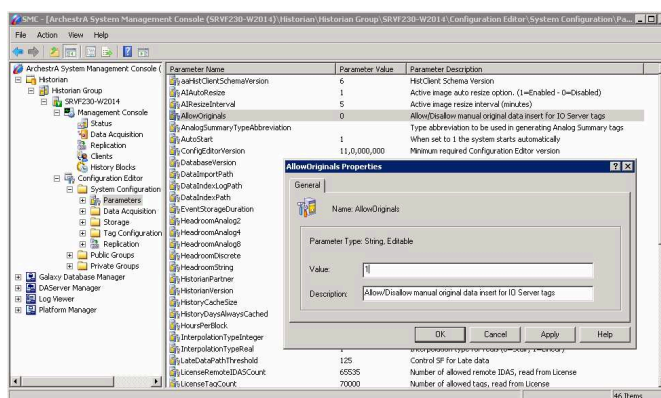 SMC - [ArchestrA System Management Console (SRVF230-W2014)\Historian\Historian Group\SRVF230-W2014\Configuration Editor\System Configuration\Pa...
File Action View Help
ArchestrA System Management Console (
Historian
Historian Group
SRVF230-W2014
Management Console
Status
Data Acquisition
Replication
Clients
History Blocks
Configuration Editor
System Configuration
Parameters
Data Acquisition
Storage
Tag Configuration
Replication
Public Groups
Private Groups
Galaxy Database Manager
DAServer Manager
Log Viewer
Platform Manager
Parameter Name Parameter Value Parameter Description
aaHistClientSchemaVersion 6 HistClient Schema Version
AIAutoResize 1 Active image auto resize option. (1=Enabled - 0=Disabled)
AIResizeInterval 5 Active image resize interval (minutes)
AllowOriginals 0 Allow/Disallow manual original data insert for IO Server tags
AnalogSummaryTypeAbbreviation Type abbreviation to be used in generating Analog Summary tags
AutoStart 1 When set to 1 the system starts automatically
ConfigEditorVersion 11,0,000,000 Minimum required Configuration Editor version
DatabaseVersion
DataImportPath
DataIndexLogPath
DataIndexPath
EventStorageDuration
HeadroomAnalog2
HeadroomAnalog4
HeadroomAnalog8
HeadroomDiscrete
HeadroomString
HistorianPartner
HistorianVersion
HistoryCacheSize
HistoryDaysAlwaysCached
HoursPerBlock
InterpolationTypeInteger
InterpolationTypeReal
LateDataPathThreshold 125 Control SF for Late data
LicenseRemoteIDASCount 65535 Number of allowed remote IDAS, read from License
LicenseTagCount 70000 Number of allowed tags, read from License
AllowOriginals Properties
General
Name: AllowOriginals
Parameter Type: String, Editable
Value: 1
Description: Allow/Disallow manual original data insert for IO Server tags
OK Cancel Apply Help
46 Items